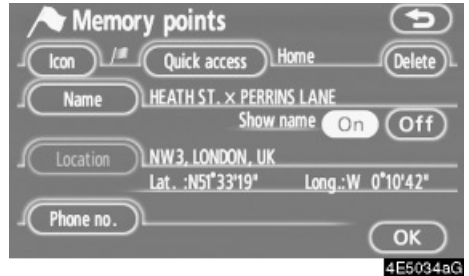 Memory points
Icon Quick access Home Delete
Name HEATH ST. × PERRINS LANE
Show name On Off
Location NW3, LONDON, UK
Lat. :N51°33'19" Long.:W 0°10'42"
Phone no.
OK
4E5034aG